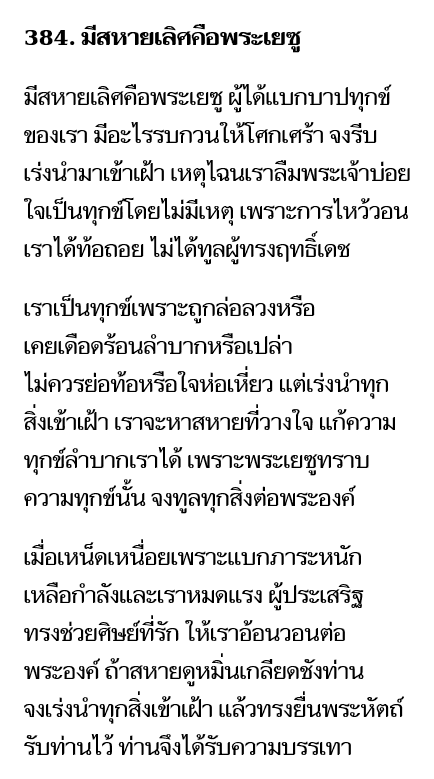 384. มีสหายเลิศคือพระเยซู
มีสหายเลิศคือพระเยซู ผู้ได้แบกบาปทุกข์
ของเรา มีอะไรรบกวนให้โศกเศร้า จงรีบ
เร่งนำมาเข้าเฝ้า เหตุไฉนเราลืมพระเจ้าบ่อย
ใจเป็นทุกข์โดยไม่มีเหตุ เพราะการไหว้วอน
เราได้ท้อถอย ไม่ได้ทูลผู้ทรงฤทธิ์เดช
เราเป็นทุกข์เพราะถูกล่อลวงหรือ
เคยเดือดร้อนลำบากหรือเปล่า
ไม่ควรย่อท้อหรือใจห่อเหี่ยว แต่เร่งนำทุก
สิ่งเข้าเฝ้า เราจะหาสหายที่วางใจ แก้ความ
ทุกข์ลำบากเราได้ เพราะพระเยซูทราบ
ความทุกข์นั้น จงทูลทุกสิ่งต่อพระองค์
เมื่อเหน็ดเหนื่อยเพราะแบกภาระหนัก
เหลือกำลังและเราหมดแรง ผู้ประเสริฐ
ทรงช่วยศิษย์ที่รัก ให้เราอ้อนวอนต่อ
พระองค์ ถ้าสหายดูหมิ่นเกลียดชังท่าน
จงเร่งนำทุกสิ่งเข้าเฝ้า แล้วทรงยื่นพระหัตถ์
รับท่านไว้ ท่านจึงได้รับความบรรเทา